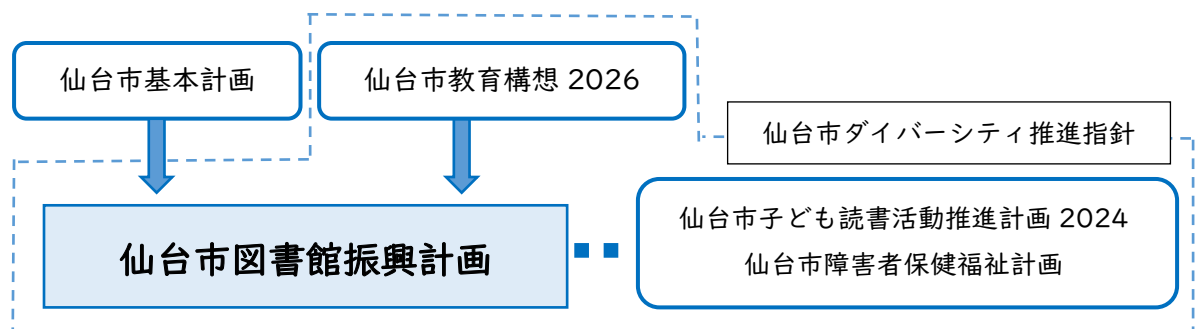 仙台市基本計画
仙台市教育構想 2026
仙台市ダイバーシティ推進指針
仙台市図書館振興計画
仙台市子ども読書活動推進計画 2024
仙台市障害者保健福祉計画